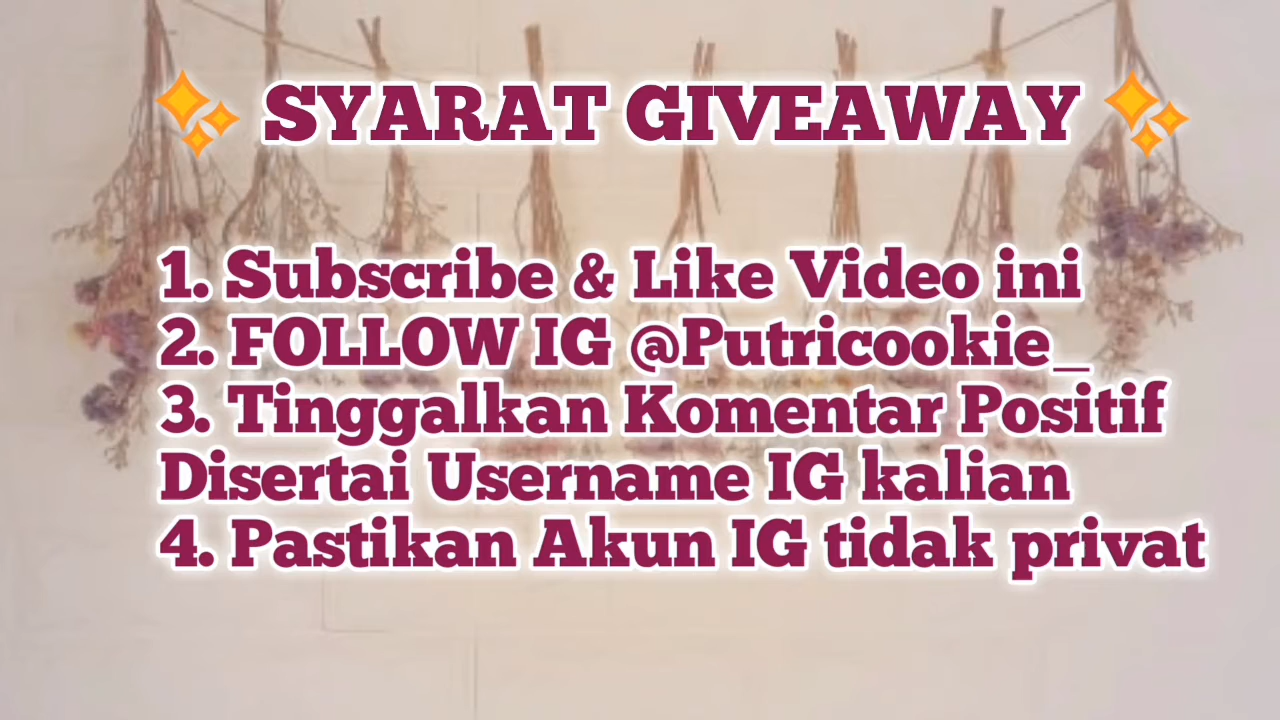 ✨ SYARAT GIVEAWAY ✨
1. Subscribe & Like Video ini
2. FOLLOW IG @Putricookie_
3. Tinggalkan Komentar Positif
Disertai Username IG kalian
4. Pastikan Akun IG tidak privat